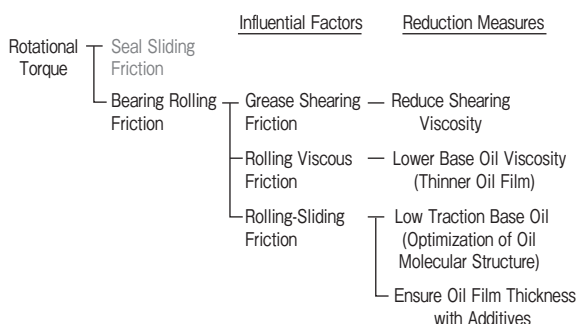 Influential Factors
Reduction Measures
Rotational
Torque
Seal Sliding
Friction
Bearing Rolling
Friction
Grease Shearing
Friction
Reduce Shearing
Viscosity
Rolling Viscous
Friction
Lower Base Oil Viscosity
(Thinner Oil Film)
Rolling-Sliding
Friction
Low Traction Base Oil
(Optimization of Oil
Molecular Structure)
Ensure Oil Film Thickness
with Additives